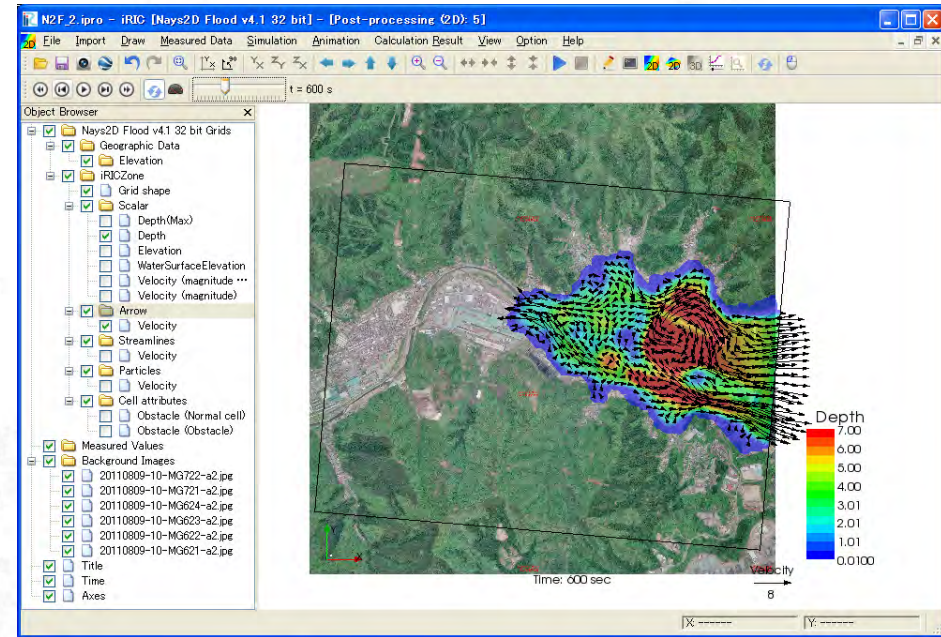 N2F_2.ipro - iRIC [Nays2D Flood v4.1 32 bit] - [Post-processing (2D): 5]
File Import Draw Measured Data Simulation Animation Calculation Result View Option Help
t = 600 s
Object Browser
Nays2D Flood v4.1 32 bit Grids
Geographic Data
Elevation
iRICZone
Grid shape
Scalar
Depth(Max)
Depth
Elevation
WaterSurfaceElevation
Velocity (magnitude ...
Velocity (magnitude)
Arrow
Velocity
Streamlines
Velocity
Particles
Velocity
Cell attributes
Obstacle (Normal cell)
Obstacle (Obstacle)
Measured Values
Background Images
20110809-10-MG722-a2.jpg
20110809-10-MG721-a2.jpg
20110809-10-MG624-a2.jpg
20110809-10-MG623-a2.jpg
20110809-10-MG622-a2.jpg
20110809-10-MG621-a2.jpg
Title
Time
Axes
Depth
7.00
6.00
5.00
4.00
3.01
2.01
1.01
0.0100
Time: 600 sec
Velocity
8
X: ------
Y: ------